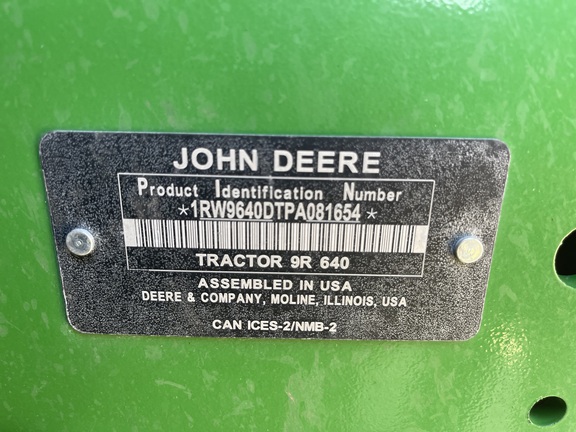 JOHN DEERE
Product Identification Number
*1RW9640DTPA081654*
TRACTOR 9R 640
ASSEMBLED IN USA
DEERE & COMPANY, MOLINE, ILLINOIS, USA
CAN ICES-2/NMB-2